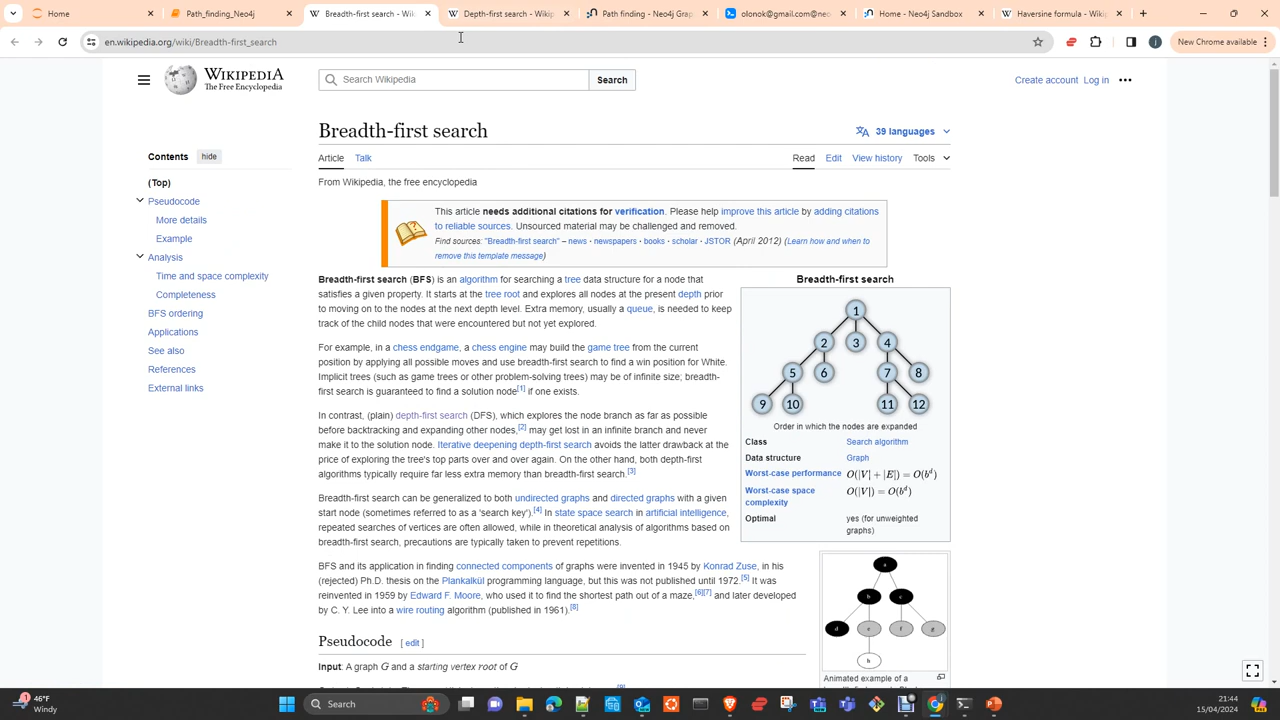 Home
Path_finding_Neo4j
Breadth-first search - Wik
Depth-first search - Wikip
Path finding - Neo4j Grap
olonok@gmail.com@neo
Home - Neo4j Sandbox
Haversine formula - Wikip
en.wikipedia.org/wiki/Breadth-first_search
New Chrome available
WIKIPEDIA
The Free Encyclopedia
Search Wikipedia
Search
Create account Log in
Breadth-first search
39 languages
Contents hide
Article Talk
Read Edit View history Tools
From Wikipedia, the free encyclopedia
(Top)
Pseudocode
More details
Example
Analysis
Time and space complexity
Completeness
BFS ordering
Applications
See also
References
External links
This article needs additional citations for verification. Please help improve this article by adding citations
to reliable sources. Unsourced material may be challenged and removed.
Find sources: "Breadth-first search" – news · newspapers · books · scholar · JSTOR (April 2012) (Learn how and when to
remove this template message)
Breadth-first search (BFS) is an algorithm for searching a tree data structure for a node that
satisfies a given property. It starts at the tree root and explores all nodes at the present depth prior
to moving on to the nodes at the next depth level. Extra memory, usually a queue, is needed to keep
track of the child nodes that were encountered but not yet explored.
For example, in a chess endgame, a chess engine may build the game tree from the current
position by applying all possible moves and use breadth-first search to find a win position for White.
Implicit trees (such as game trees or other problem-solving trees) may be of infinite size; breadth-
first search is guaranteed to find a solution node[1] if one exists.
In contrast, (plain) depth-first search (DFS), which explores the node branch as far as possible
before backtracking and expanding other nodes,[2] may get lost in an infinite branch and never
make it to the solution node. Iterative deepening depth-first search avoids the latter drawback at the
price of exploring the tree's top parts over and over again. On the other hand, both depth-first
algorithms typically require far less extra memory than breadth-first search.[3]
Breadth-first search can be generalized to both undirected graphs and directed graphs with a given
start node (sometimes referred to as a 'search key').[4] In state space search in artificial intelligence,
repeated searches of vertices are often allowed, while in theoretical analysis of algorithms based on
breadth-first search, precautions are typically taken to prevent repetitions.
BFS and its application in finding connected components of graphs were invented in 1945 by Konrad Zuse, in his
(rejected) Ph.D. thesis on the Plankalkül programming language, but this was not published until 1972.[5] It was
reinvented in 1959 by Edward F. Moore, who used it to find the shortest path out of a maze,[6][7] and later developed
by C. Y. Lee into a wire routing algorithm (published in 1961).[8]
Pseudocode [ edit ]
Input: A graph G and a starting vertex root of G
Breadth-first search
1
2 3 4
5 6 7 8
9 10 11 12
Order in which the nodes are expanded
Class Search algorithm
Data structure Graph
Worst-case performance O(|V| + |E|) = O(b^d)
Worst-case space complexity O(|V|) = O(b^d)
Optimal yes (for unweighted graphs)
a
b c
d e f g
h
Animated example of a
46°F
Windy
Search
21:44
15/04/2024